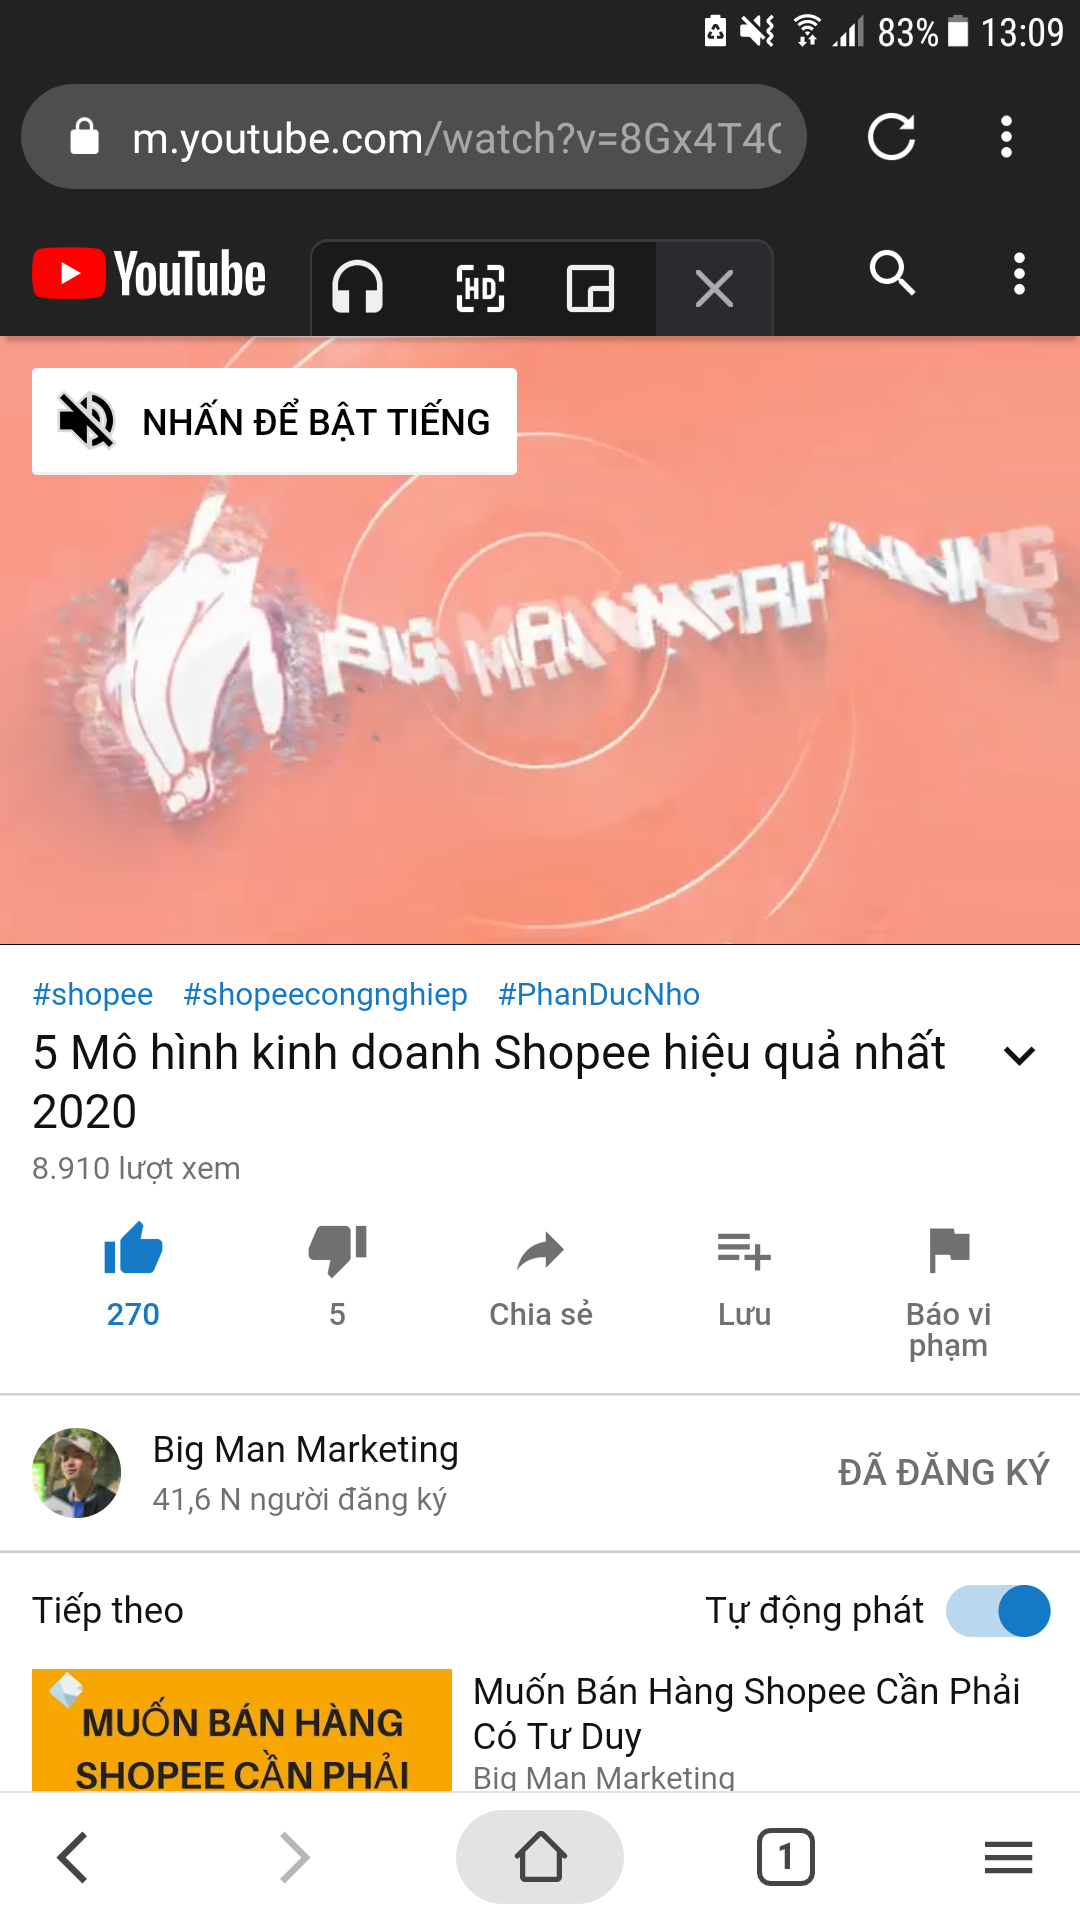 83% 13:09
m.youtube.com/watch?v=8Gx4T4
YouTube
HD
NHẤN ĐỂ BẬT TIẾNG
BIG MAN
#shopee #shopeecongnghiep #PhanDucNho
5 Mô hình kinh doanh Shopee hiệu quả nhất
2020
8.910 lượt xem
270
5
Chia sẻ
Lưu
Báo vi
phạm
Big Man Marketing
41,6 N người đăng ký
ĐÃ ĐĂNG KÝ
Tiếp theo
Tự động phát
MUỐN BÁN HÀNG
SHOPEE CẦN PHẢI
Muốn Bán Hàng Shopee Cần Phải
Có Tư Duy
Big Man Marketing
1